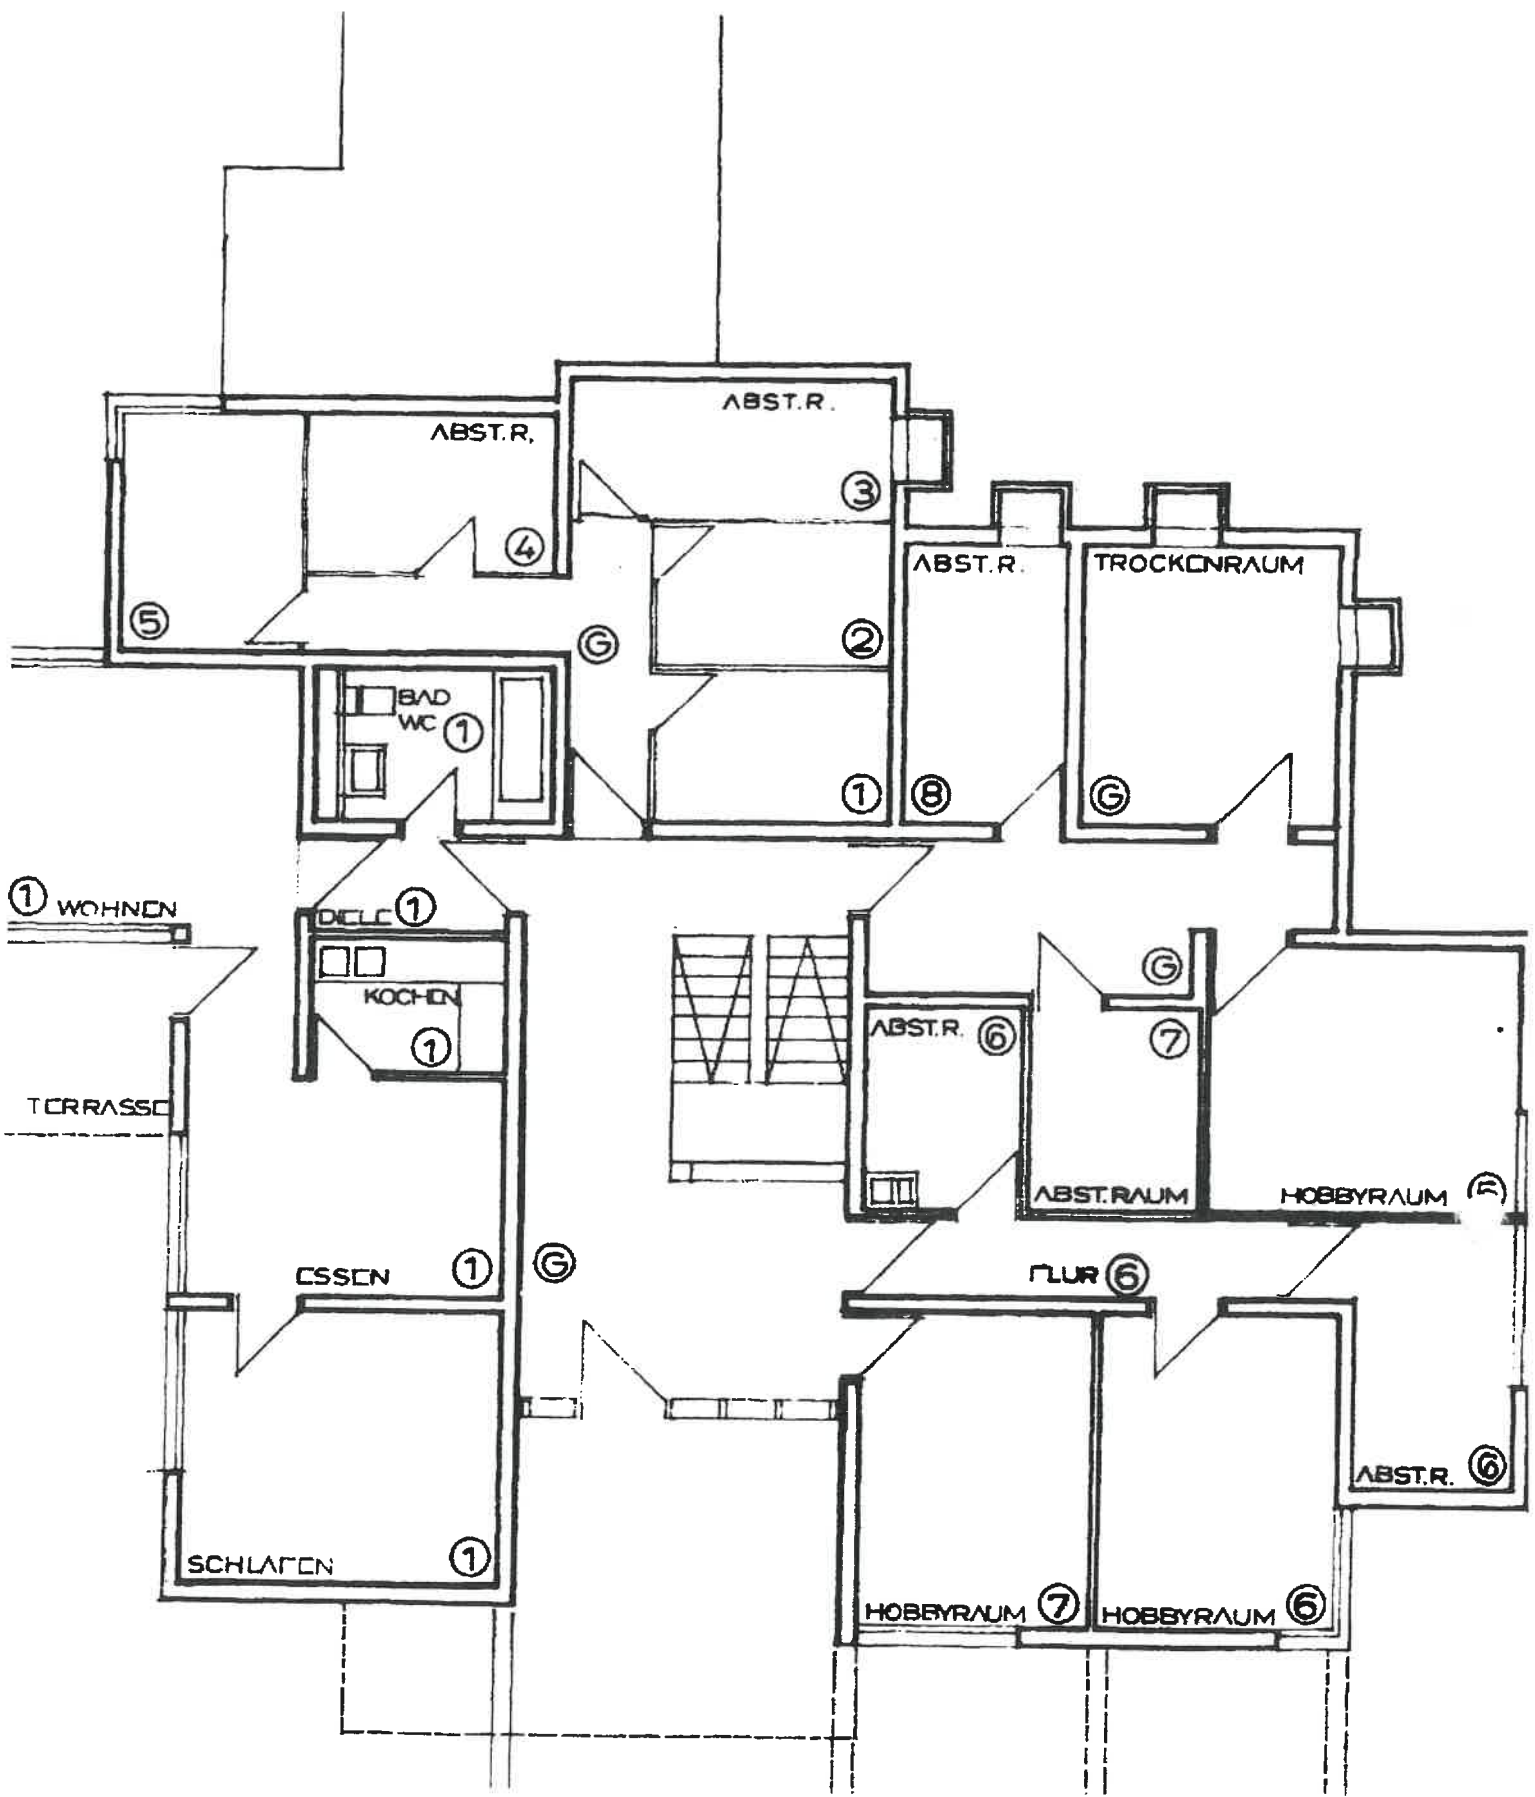 ABST.R.
ABST.R.
3
4
ABST.R.
TROCKENRAUM
5
G
2
BAD
WC
1
1
8
G
1 WOHNEN
DIELE 1
G
KOCHEN
1
ABST.R. 6
7
TERRASSE
ABST.RAUM
HOBBYRAUM 5
G
ESSEN 1
FLUR 6
ABST.R. 6
SCHLAFEN 1
HOBBYRAUM 7
HOBBYRAUM 6